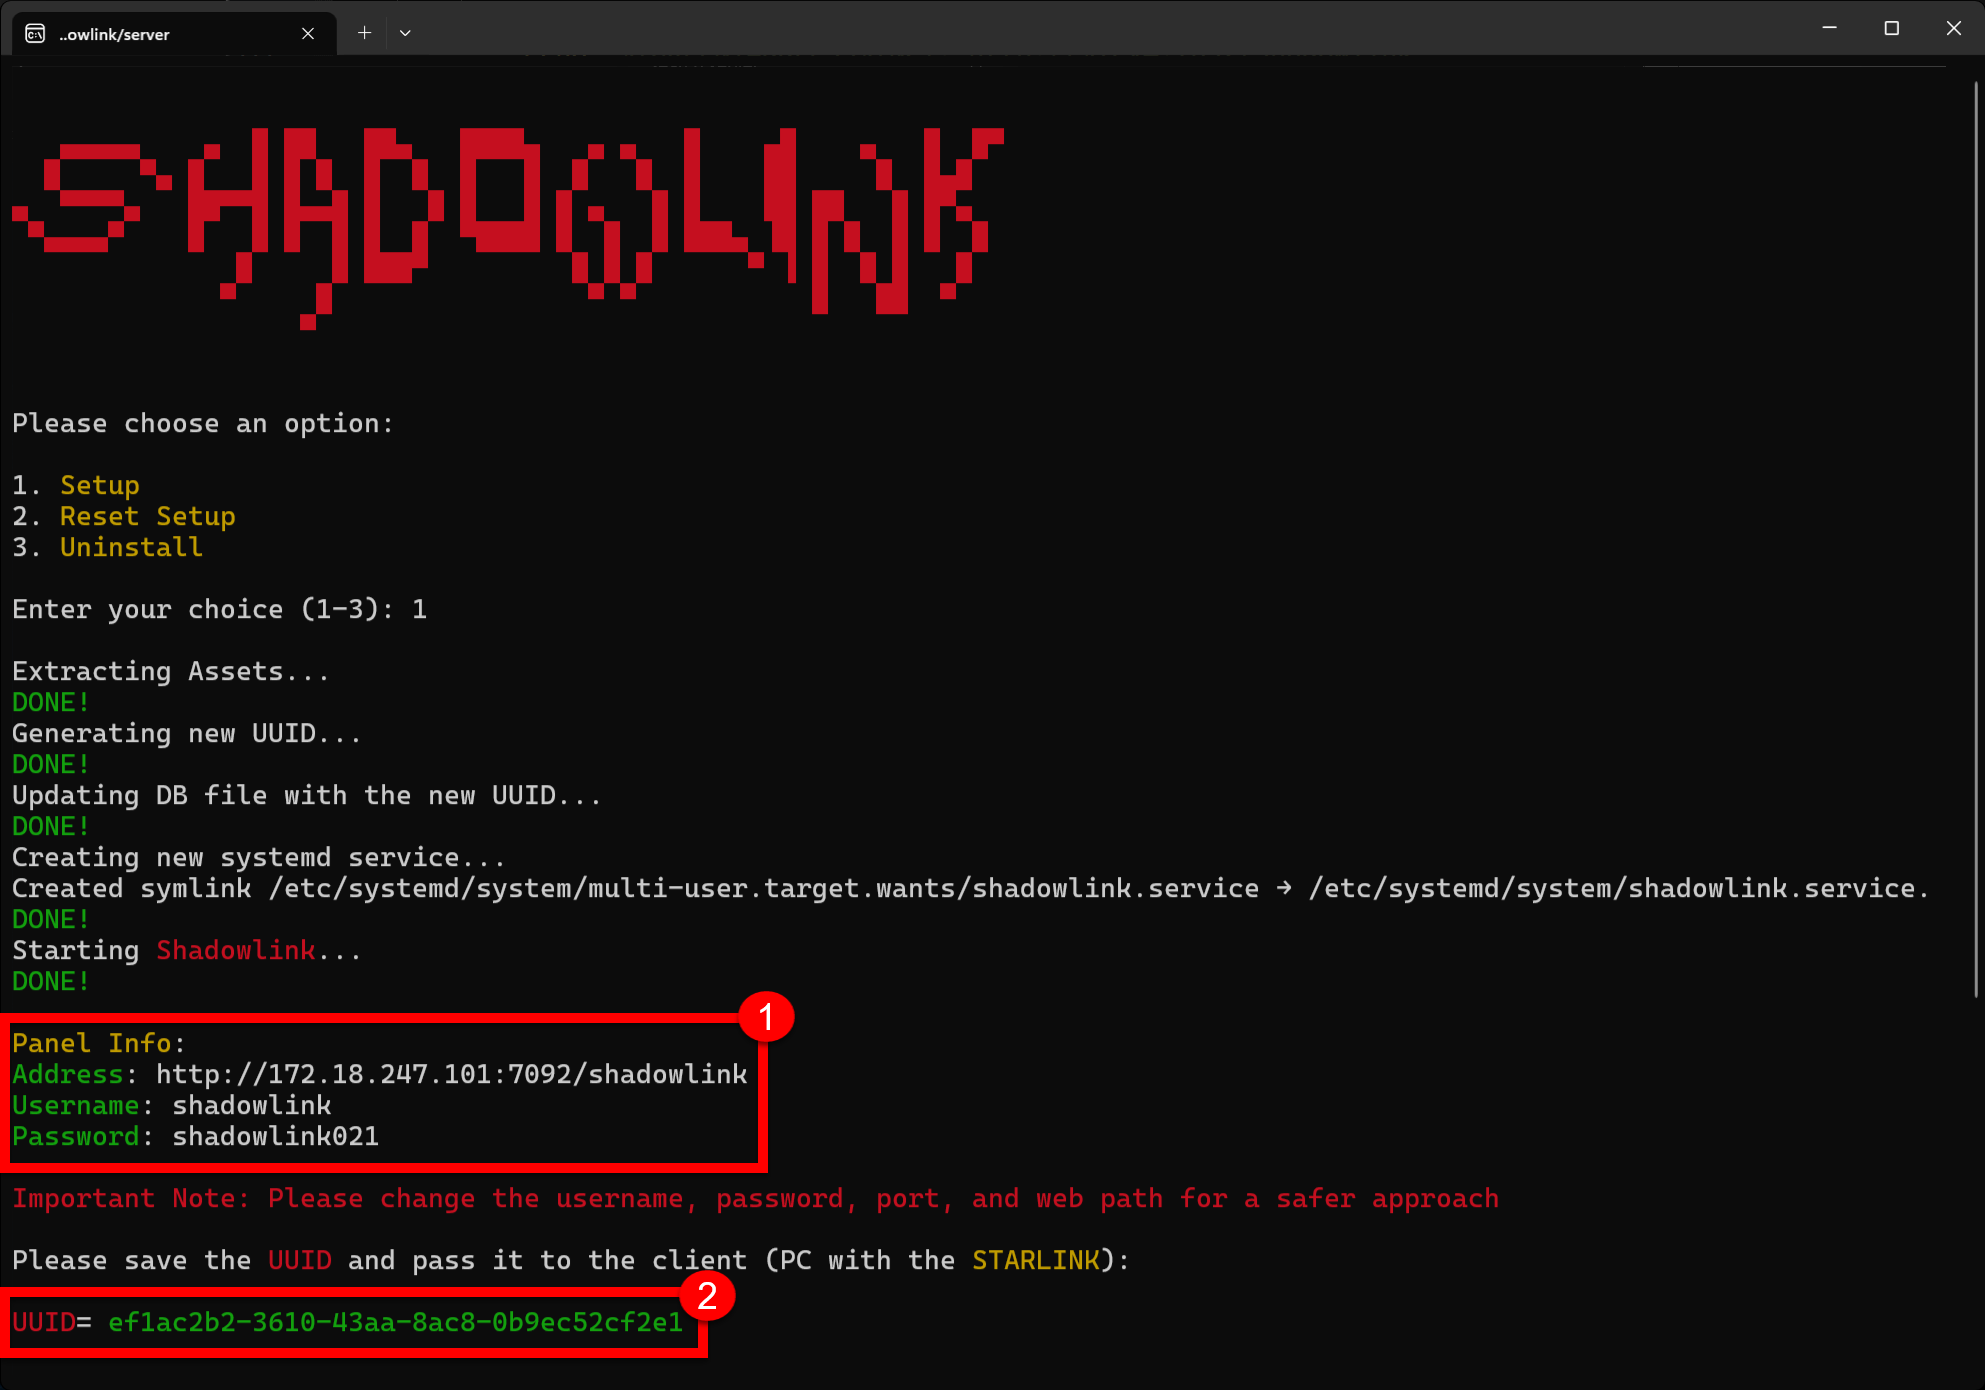 ..owlink/server
SHADOWLINK
Please choose an option:
1. Setup
2. Reset Setup
3. Uninstall
Enter your choice (1-3): 1
Extracting Assets...
DONE!
Generating new UUID...
DONE!
Updating DB file with the new UUID...
DONE!
Creating new systemd service...
Created symlink /etc/systemd/system/multi-user.target.wants/shadowlink.service → /etc/systemd/system/shadowlink.service.
DONE!
Starting Shadowlink...
DONE!
1
Panel Info:
Address: http://172.18.247.101:7092/shadowlink
Username: shadowlink
Password: shadowlink021
Important Note: Please change the username, password, port, and web path for a safer approach
Please save the UUID and pass it to the client (PC with the STARLINK):
2
UUID= ef1ac2b2-3610-43aa-8ac8-0b9ec52cf2e1